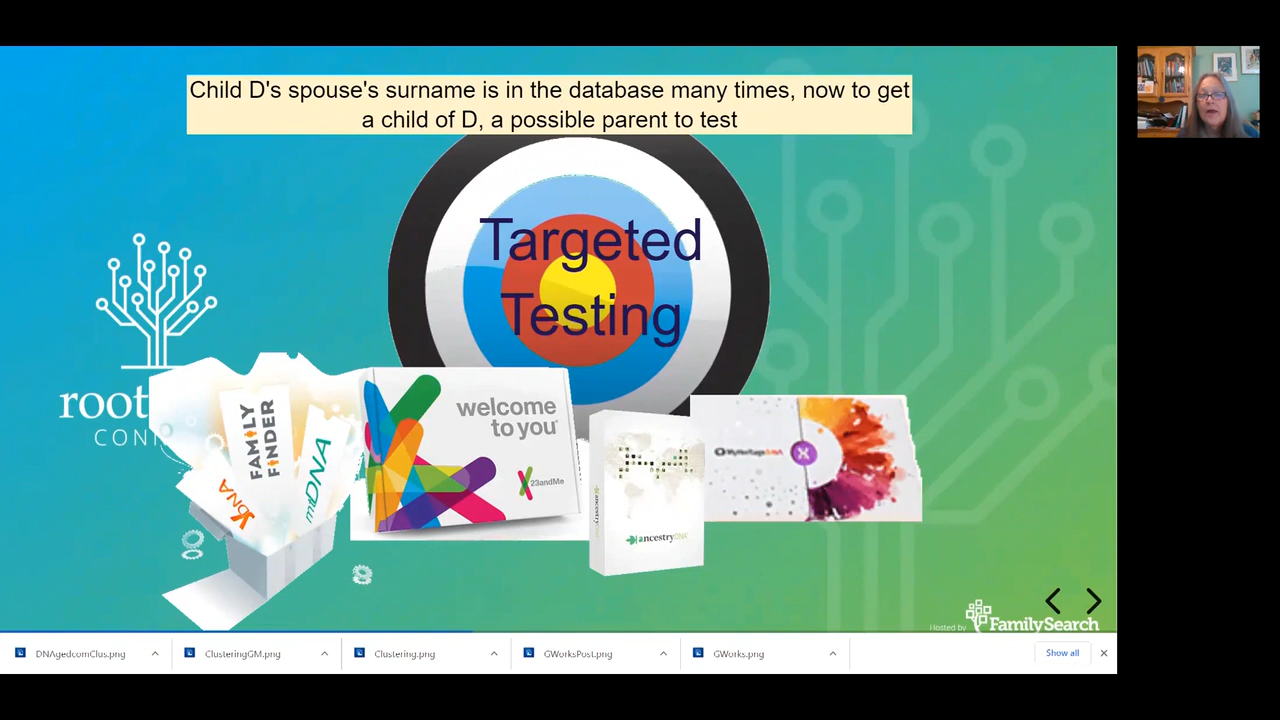 Child D's spouse's surname is in the database many times, now to get
a child of D, a possible parent to test
Targeted
Testing
root
CON
FAMILY
FINDER
YDNA
mtDNA
welcome
to you
23andMe
ancestryDNA
MyHeritage DNA
Hosted by
FamilySearch
DNAgedcomClus.png
ClusteringGM.png
Clustering.png
GWorksPost.png
GWorks.png
Show all